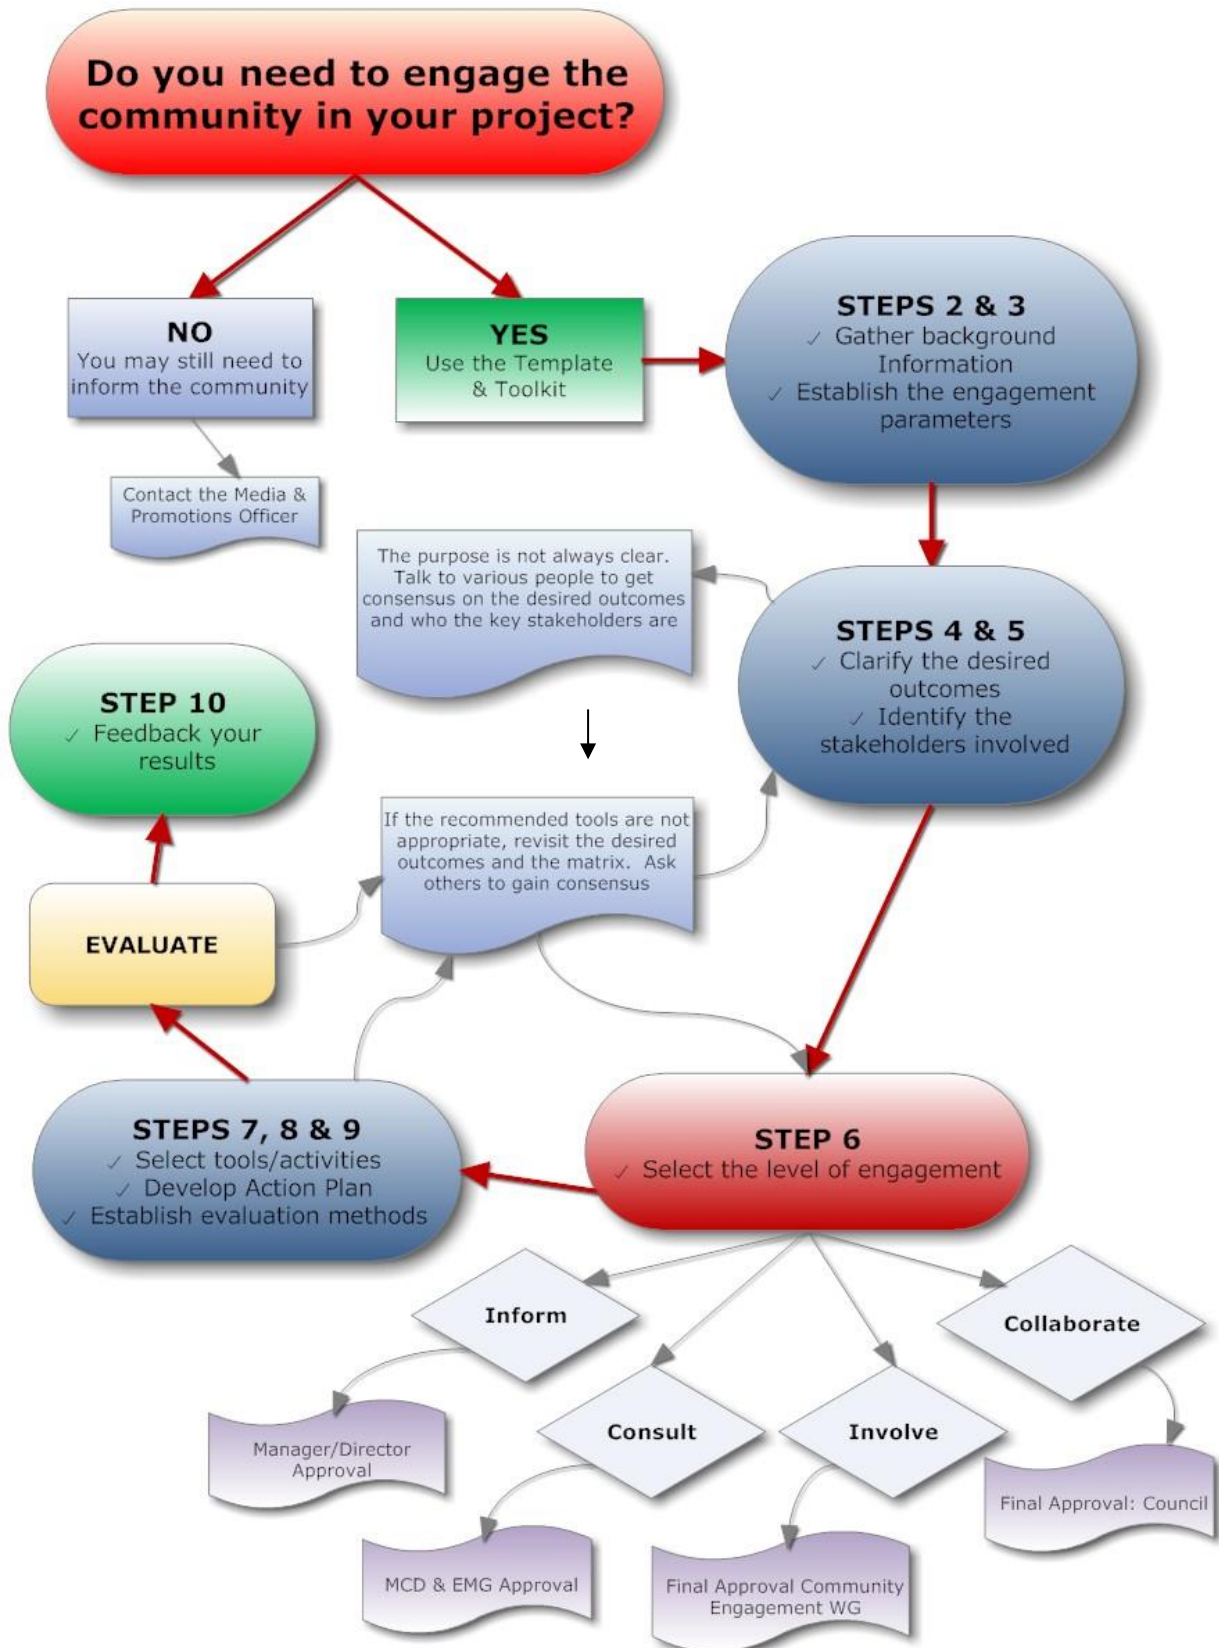 Do you need to engage the
community in your project?
NO
You may still need to
inform the community
YES
Use the Template
& Toolkit
STEPS 2 & 3
✓ Gather background
Information
✓ Establish the engagement
parameters
Contact the Media &
Promotions Officer
The purpose is not always clear.
Talk to various people to get
consensus on the desired outcomes
and who the key stakeholders are
STEPS 4 & 5
✓ Clarify the desired
outcomes
✓ Identify the
stakeholders involved
STEP 10
✓ Feedback your
results
If the recommended tools are not
appropriate, revisit the desired
outcomes and the matrix. Ask
others to gain consensus
EVALUATE
STEPS 7, 8 & 9
✓ Select tools/activities
✓ Develop Action Plan
✓ Establish evaluation methods
STEP 6
✓ Select the level of engagement
Inform
Collaborate
Consult
Involve
Manager/Director
Approval
Final Approval: Council
MCD & EMG Approval
Final Approval Community
Engagement WG